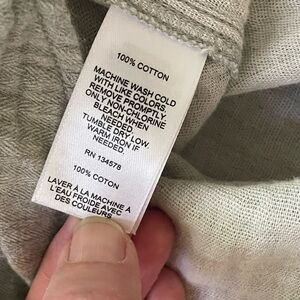 100% COTTON
MACHINE WASH COLD
WITH LIKE COLORS.
REMOVE PROMPTLY.
ONLY NON-CHLORINE
BLEACH WHEN
NEEDED.
TUMBLE DRY LOW.
WARM IRON IF
NEEDED.
RN 134578
100% COTON
LAVER À LA MACHINE À
L'EAU FROIDE AVEC
DES COULEURS